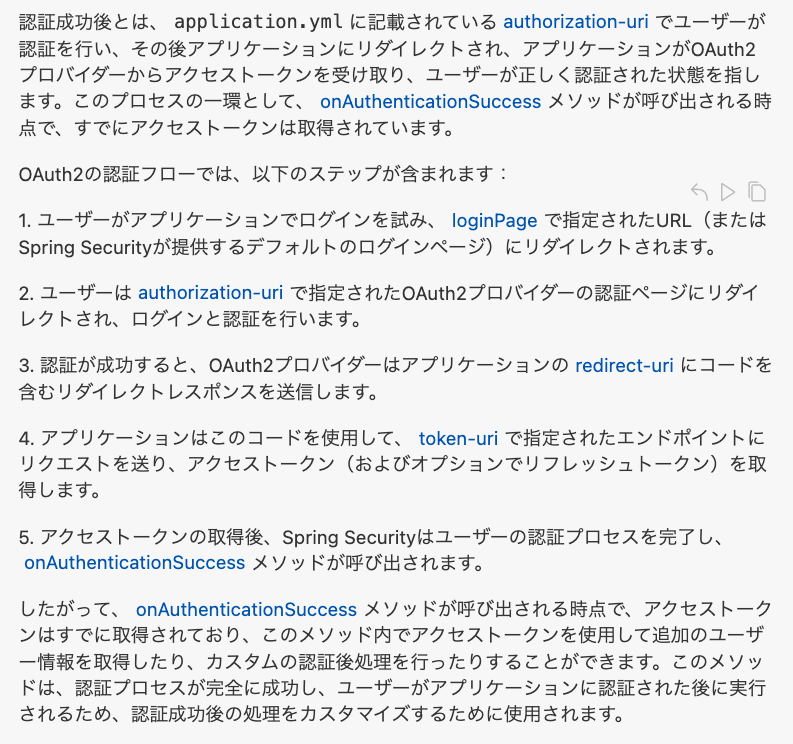 認証成功後とは、 application.yml に記載されている authorization-uri でユーザーが
認証を行い、その後アプリケーションにリダイレクトされ、アプリケーションがOAuth2
プロバイダーからアクセストークンを受け取り、ユーザーが正しく認証された状態を指し
ます。このプロセスの一環として、 onAuthenticationSuccess メソッドが呼び出される時
点で、すでにアクセストークンは取得されています。
OAuth2の認証フローでは、以下のステップが含まれます：
1. ユーザーがアプリケーションでログインを試み、 loginPage で指定されたURL（または
Spring Securityが提供するデフォルトのログインページ）にリダイレクトされます。
2. ユーザーは authorization-uri で指定されたOAuth2プロバイダーの認証ページにリダイ
レクトされ、ログインと認証を行います。
3. 認証が成功すると、OAuth2プロバイダーはアプリケーションの redirect-uri にコードを
含むリダイレクトレスポンスを送信します。
4. アプリケーションはこのコードを使用して、 token-uri で指定されたエンドポイントに
リクエストを送り、アクセストークン（およびオプションでリフレッシュトークン）を取
得します。
5. アクセストークンの取得後、Spring Securityはユーザーの認証プロセスを完了し、
onAuthenticationSuccess メソッドが呼び出されます。
したがって、 onAuthenticationSuccess メソッドが呼び出される時点で、アクセストーク
ンはすでに取得されており、このメソッド内でアクセストークンを使用して追加のユーザ
ー情報を取得したり、カスタムの認証後処理を行ったりすることができます。このメソッ
ドは、認証プロセスが完全に成功し、ユーザーがアプリケーションに認証された後に実行
されるため、認証成功後の処理をカスタマイズするために使用されます。